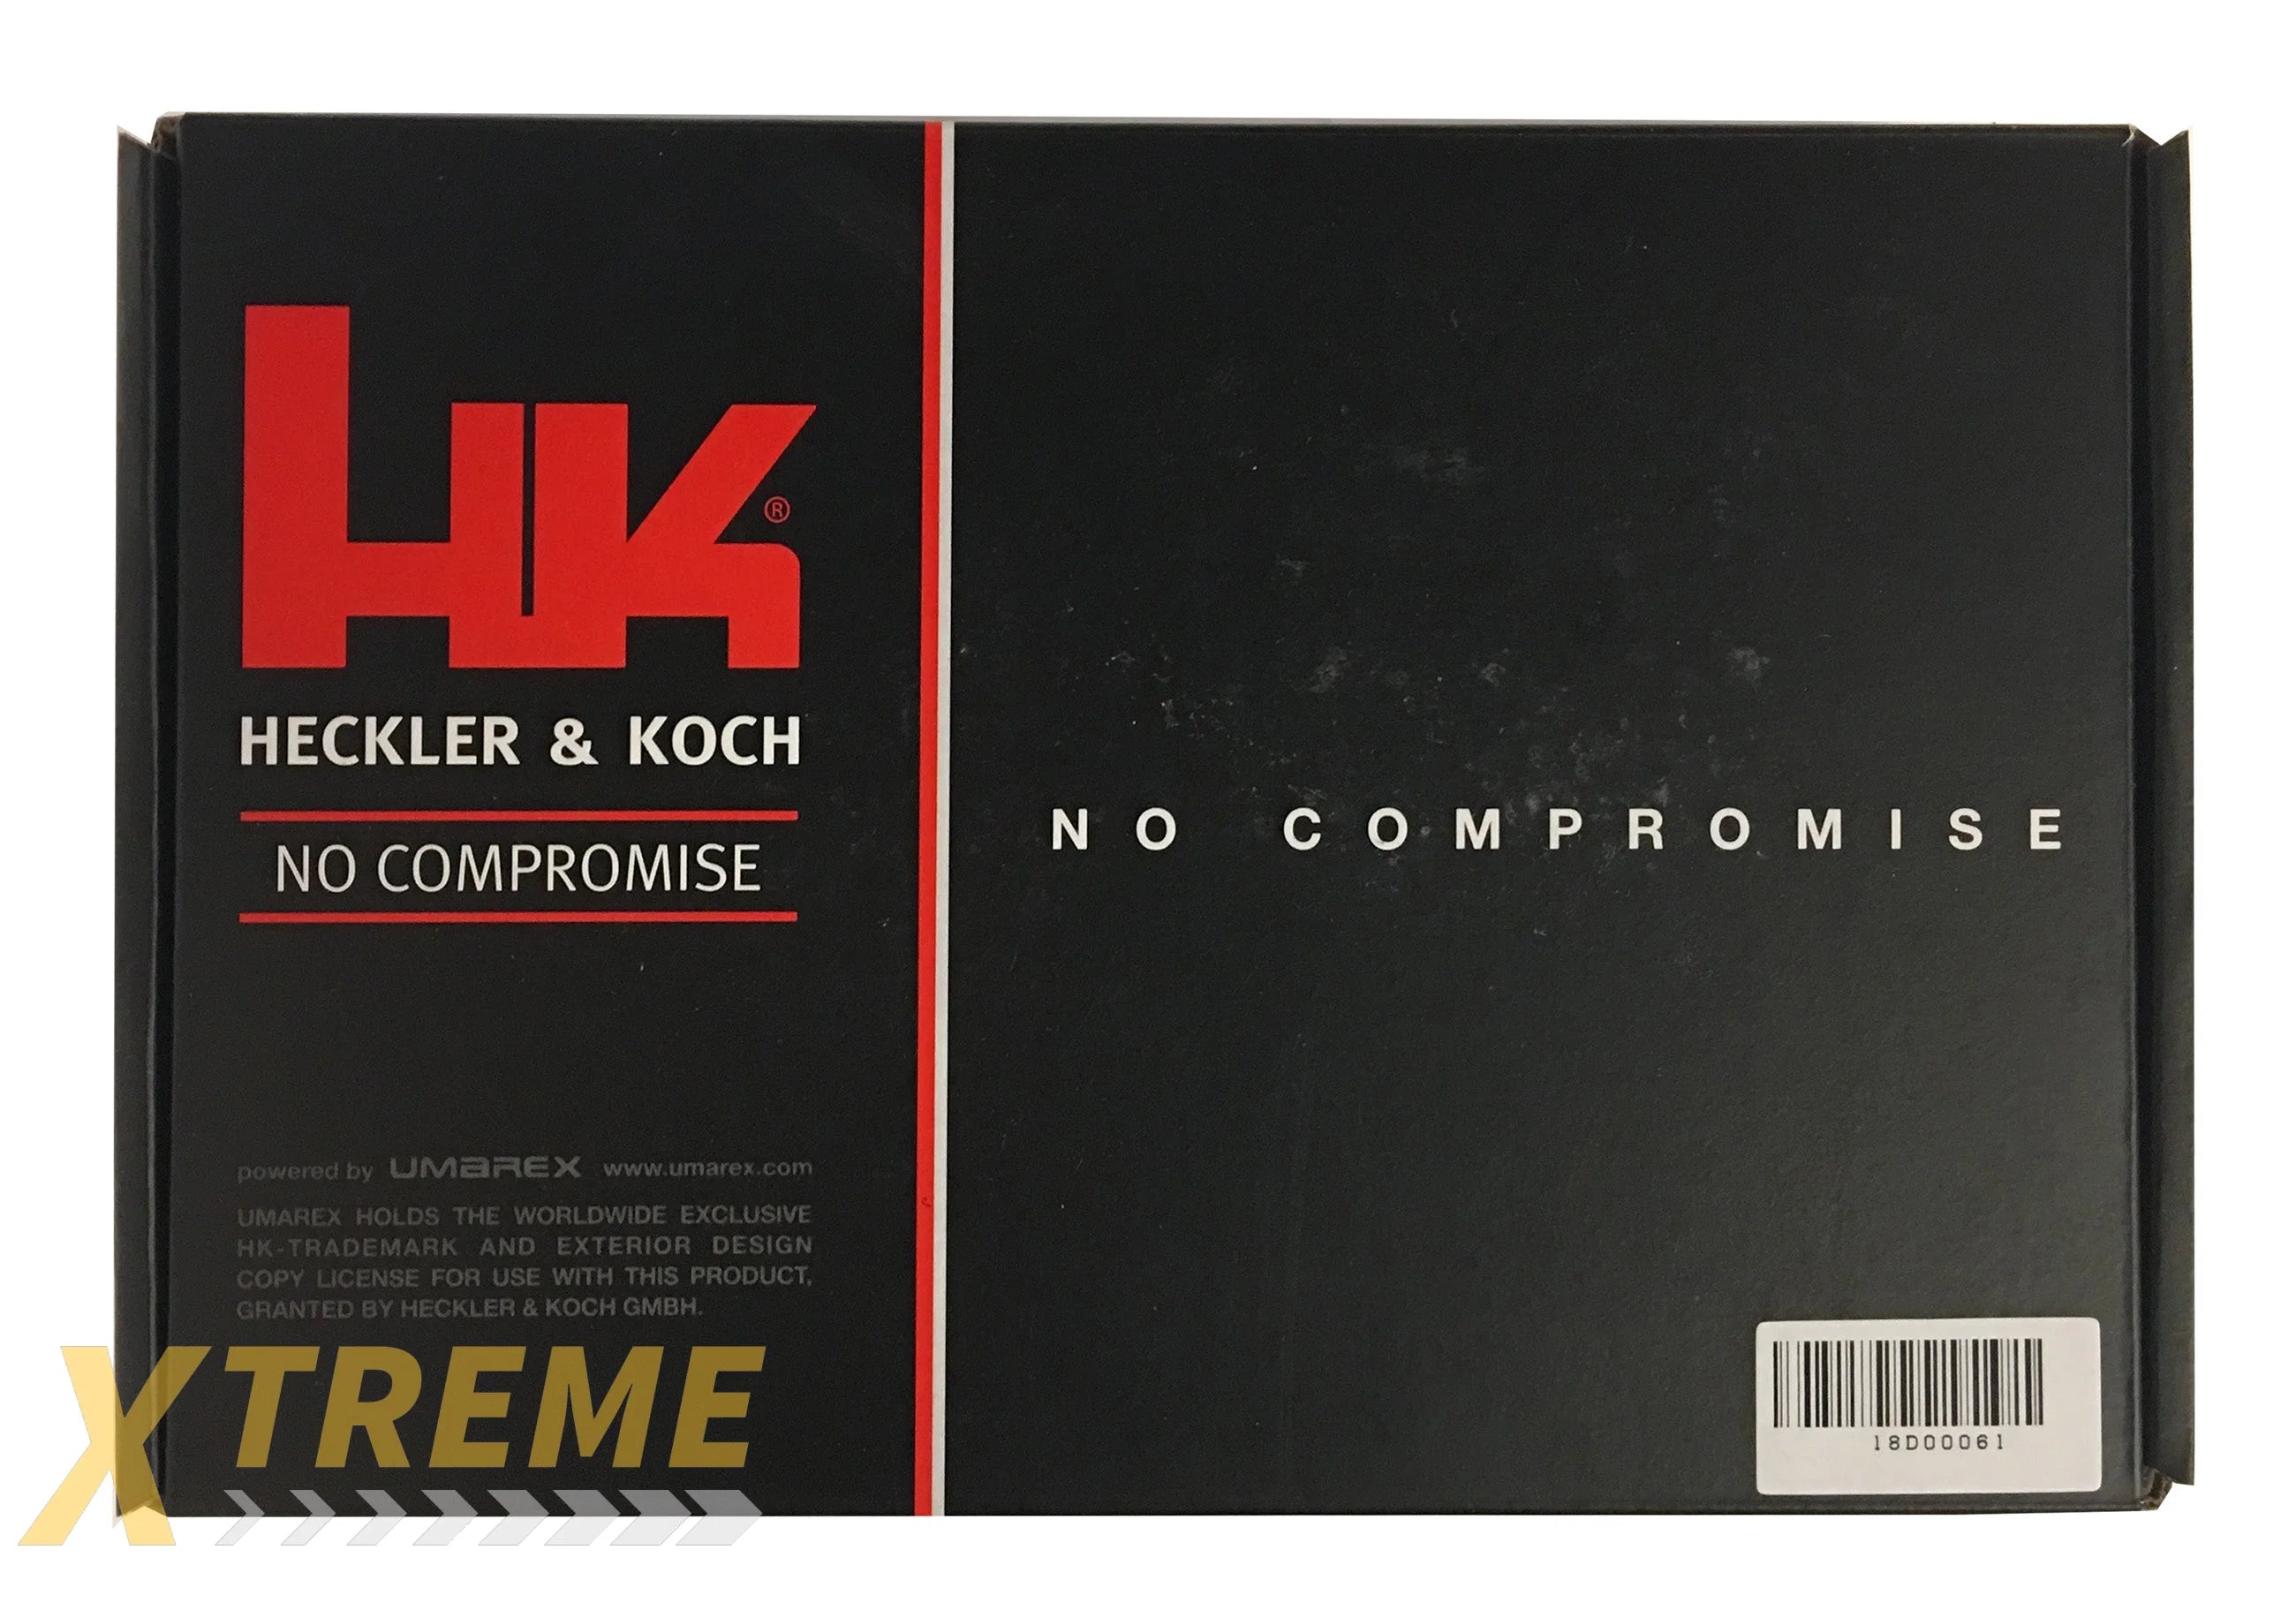 HK®
HECKLER & KOCH
NO COMPROMISE
NO COMPROMISE
powered by UMAREX www.umarex.com
UMAREX HOLDS THE WORLDWIDE EXCLUSIVE
HK-TRADEMARK AND EXTERIOR DESIGN
COPY LICENSE FOR USE WITH THIS PRODUCT,
GRANTED BY HECKLER & KOCH GMBH.
18D00061
XTREME